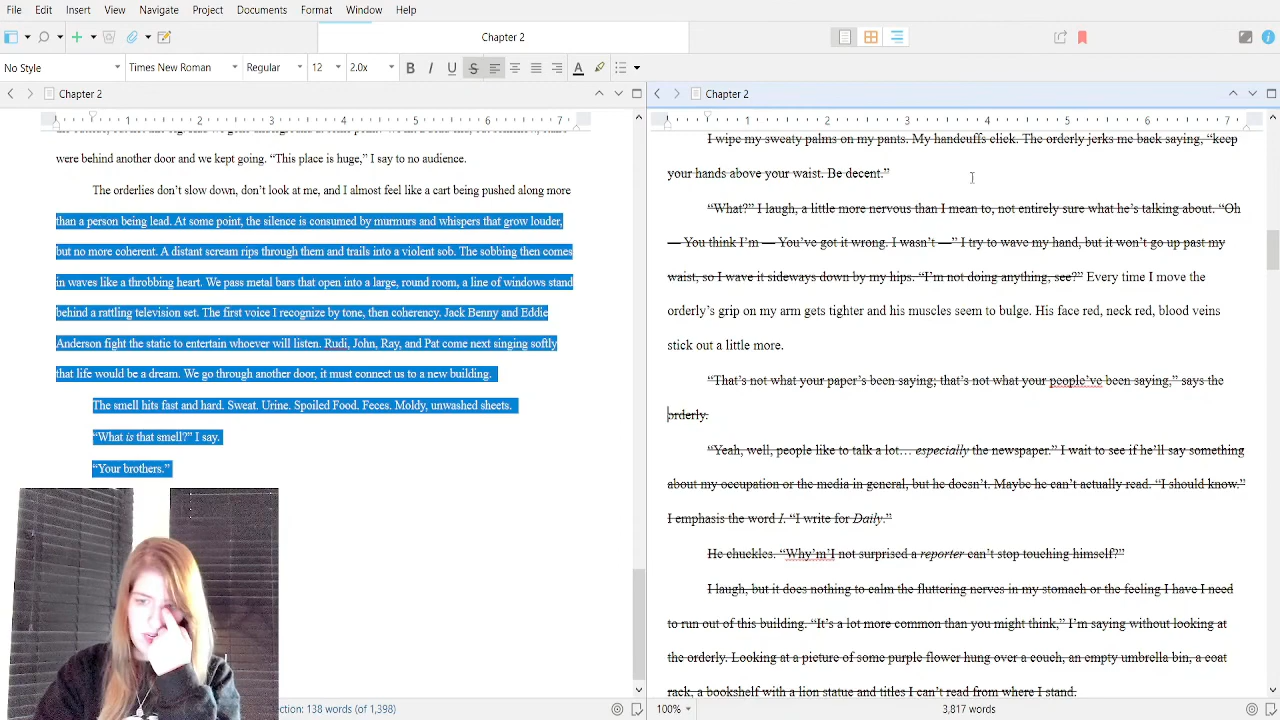 File Edit Insert View Navigate Project Documents Format Window Help
Chapter 2
No Style Times New Roman Regular 12 2.0x B I U S A
Chapter 2
1 2 3 4 5 6 7
were behind another door and we kept going. “This place is huge,” I say to no audience.
The orderlies don’t slow down, don’t look at me, and I almost feel like a cart being pushed along more
than a person being lead. At some point, the silence is consumed by murmurs and whispers that grow louder,
but no more coherent. A distant scream rips through them and trails into a violent sob. The sobbing then comes
in waves like a throbbing heart. We pass metal bars that open into a large, round room, a line of windows stand
behind a rattling television set. The first voice I recognize by tone, then coherency. Jack Benny and Eddie
Anderson fight the static to entertain whoever will listen. Rudi, John, Ray, and Pat come next singing softly
that life would be a dream. We go through another door, it must connect us to a new building.
The smell hits fast and hard. Sweat. Urine. Spoiled Food. Feces. Moldy, unwashed sheets.
“What is that smell?” I say.
“Your brothers.”
ction: 138 words (of 1,398)
Chapter 2
1 2 3 4 5 6 7
I wipe my sweaty palms on my pants. My handcuffs click. The orderly jerks me back saying, “keep
your hands above your waist. Be decent.”
“What?” I laugh, a little more nervous than I mean to, not entirely sure what he’s talking about. “Oh
— You think I’m — You’ve got me wrong. I wasn’t —” I try to wave my hand, but it won’t go farther than my
waist, so I wave it sideways down by my hips. “I’m not doing anything, see?” Every time I move the
orderly’s grip on my arm gets tighter and his muscles seem to bulge. His face red, neck red, blood veins
stick out a little more.
“That’s not what your paper’s been saying; that’s not what your people’ve been saying,” says the
orderly.
“Yeah, well, people like to talk a lot… especially the newspaper.” I wait to see if he’ll say something
about my occupation or the media in general, but he doesn’t. Maybe he can’t actually read. “I should know.”
I emphasis the word I. “I write for Daily.”
He chuckles. “Why’m I not surprised a reporter can’t stop touching himself?”
I laugh, but it does nothing to calm the fluttering nerves in my stomach or the feeling I have I need
to run out of this building. “It’s a lot more common than you might think,” I’m saying without looking at
the orderly. Looking at a picture of some purple flower hung over a couch, an empty umbrella bin, a coat
rack, a bookshelf with a lion statue and titles I can’t read from where I stand.
100% 3,817 words